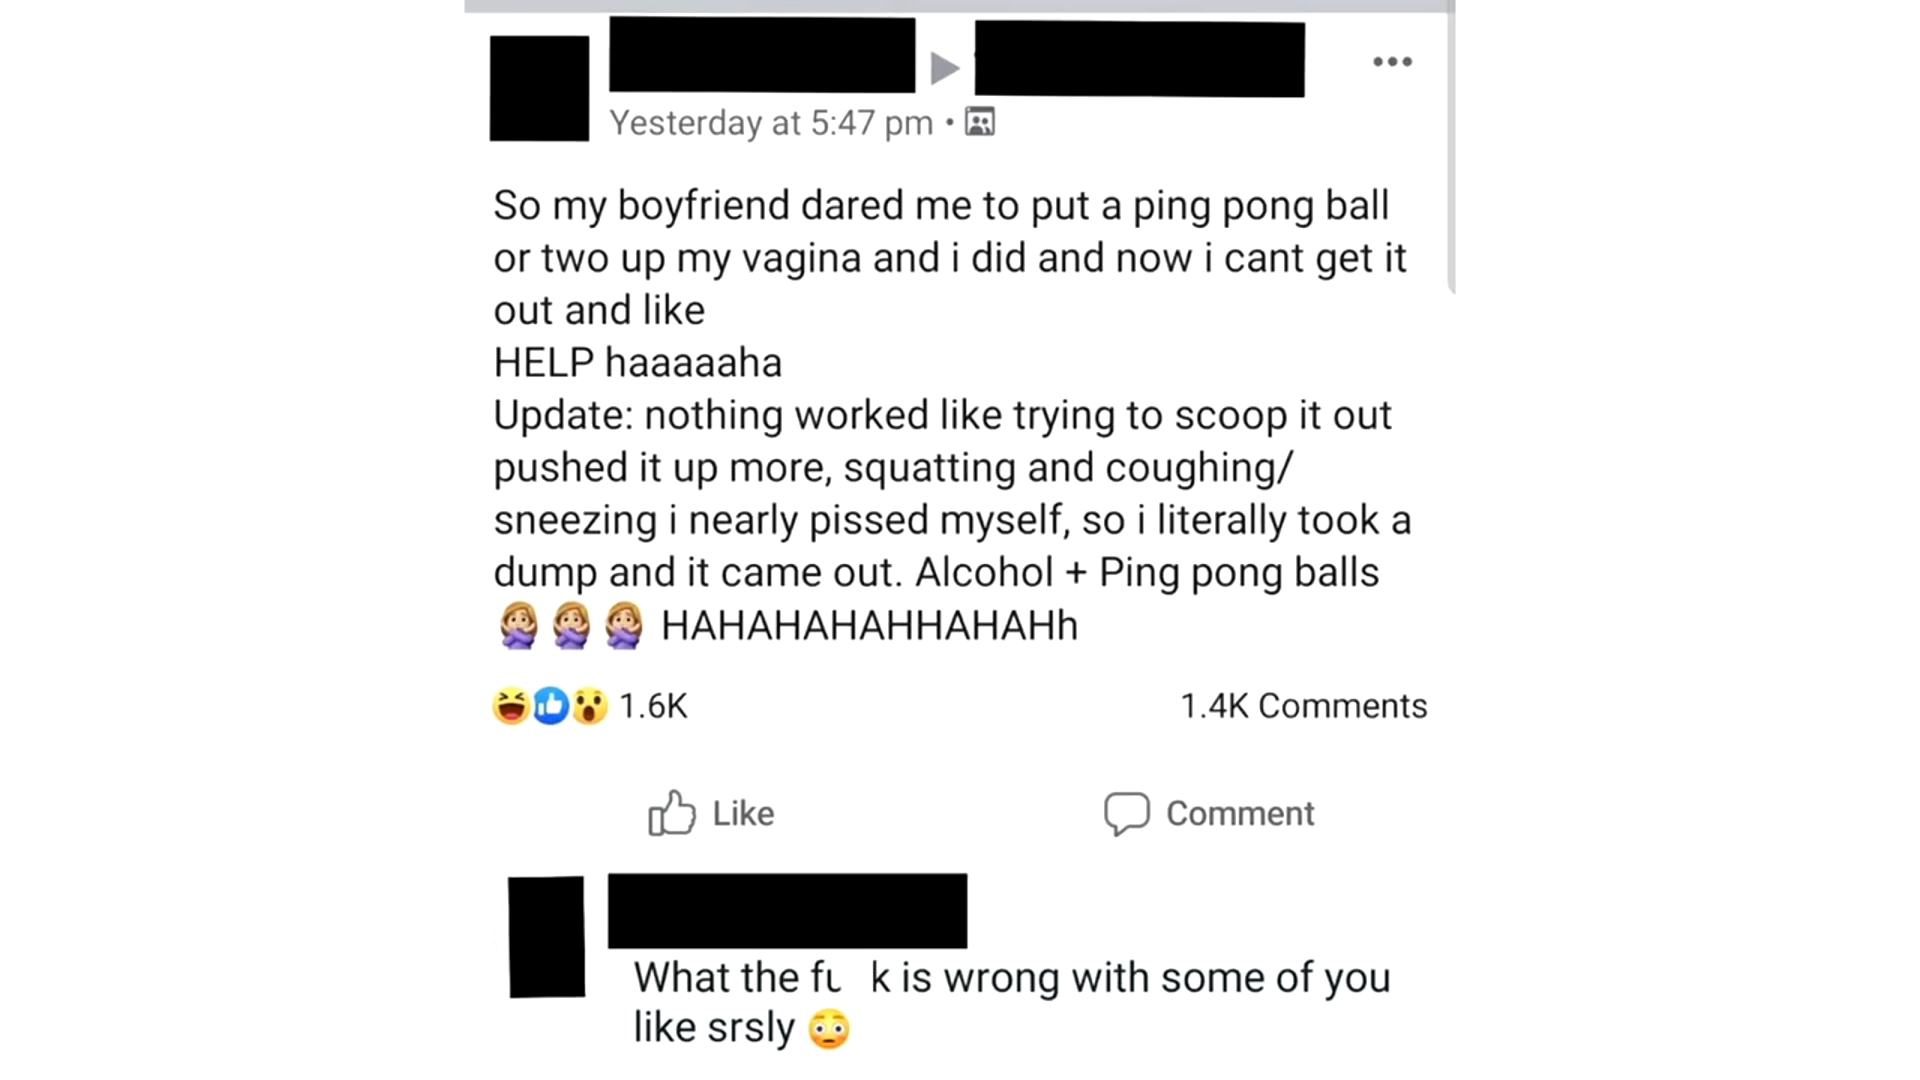 Yesterday at 5:47 pm •
So my boyfriend dared me to put a ping pong ball
or two up my vagina and i did and now i cant get it
out and like
HELP haaaaaha
Update: nothing worked like trying to scoop it out
pushed it up more, squatting and coughing/
sneezing i nearly pissed myself, so i literally took a
dump and it came out. Alcohol + Ping pong balls
🙅🏼‍♀️🙅🏼‍♀️🙅🏼‍♀️ HAHAHAHAHHAHAHh
1.6K 1.4K Comments
Like Comment
What the fu k is wrong with some of you
like srsly 😳